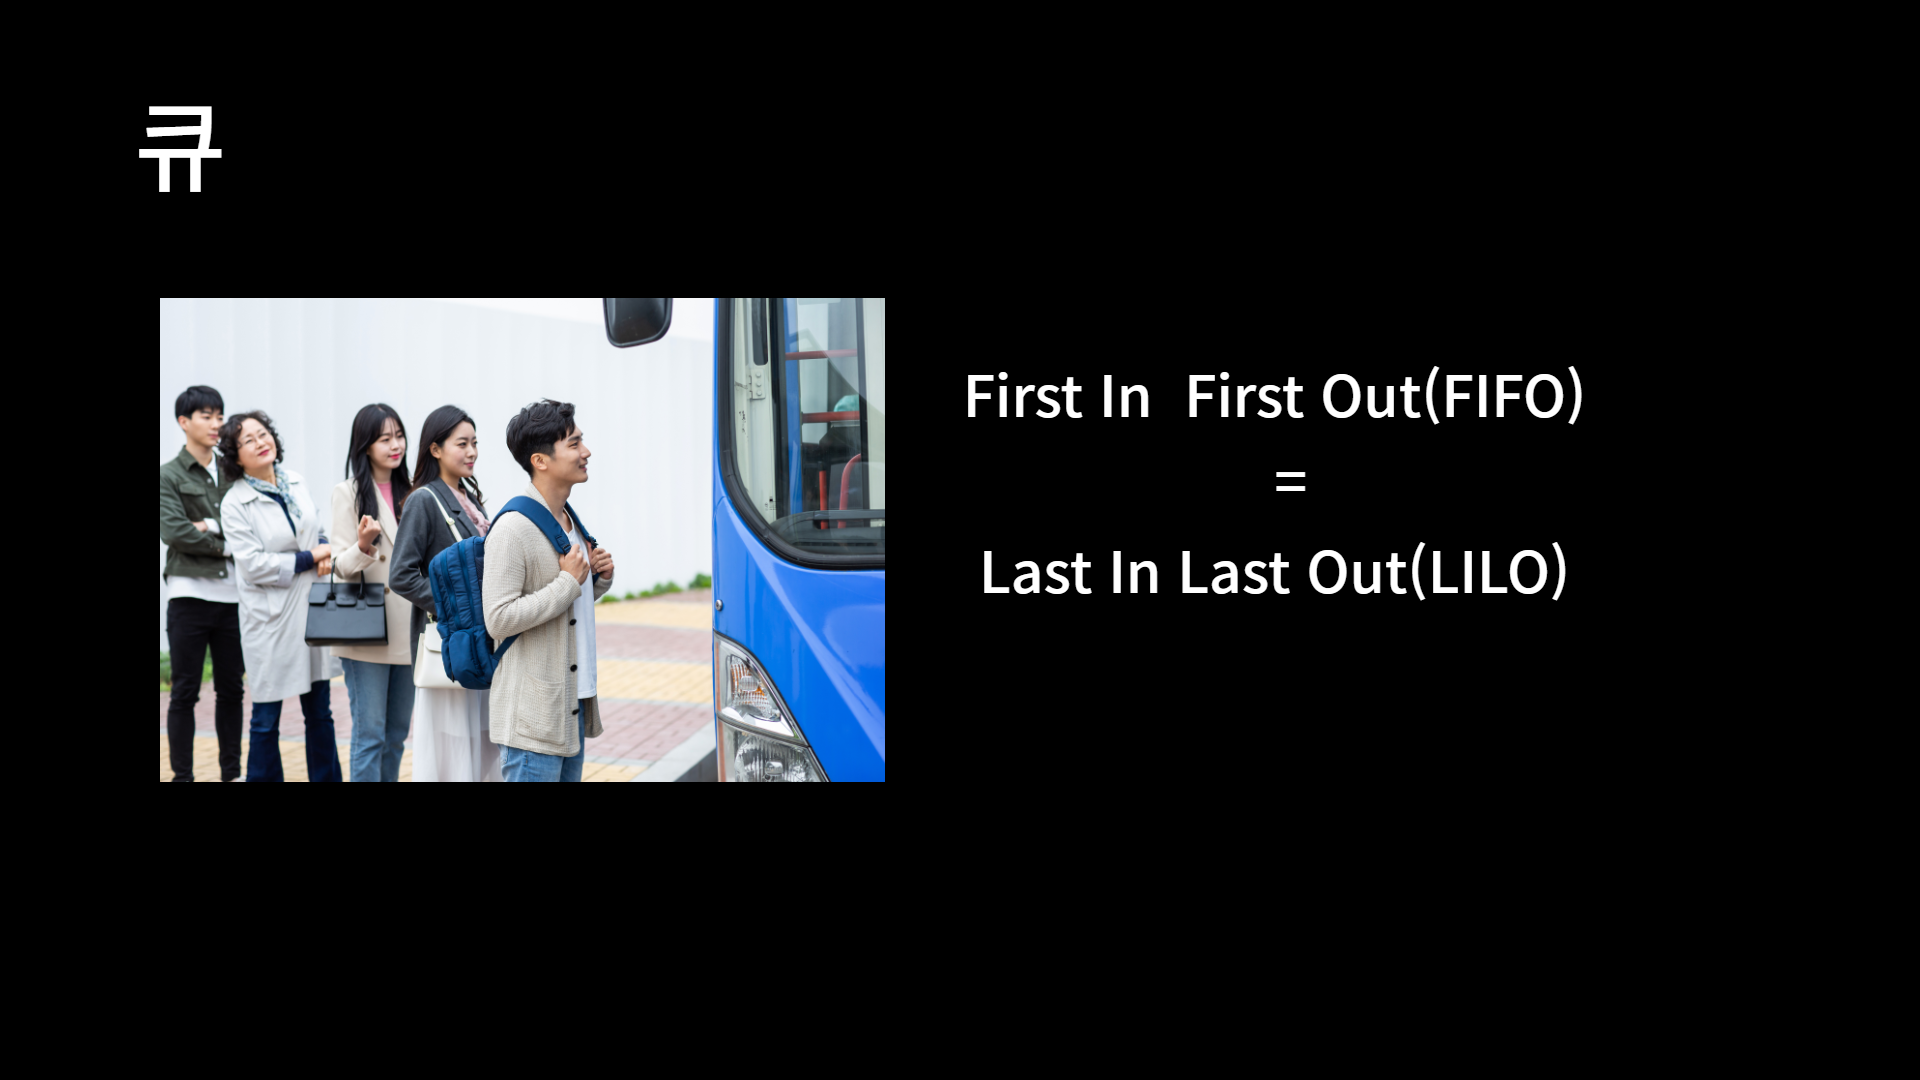 큐
First In  First Out(FIFO)
=
Last In Last Out(LILO)